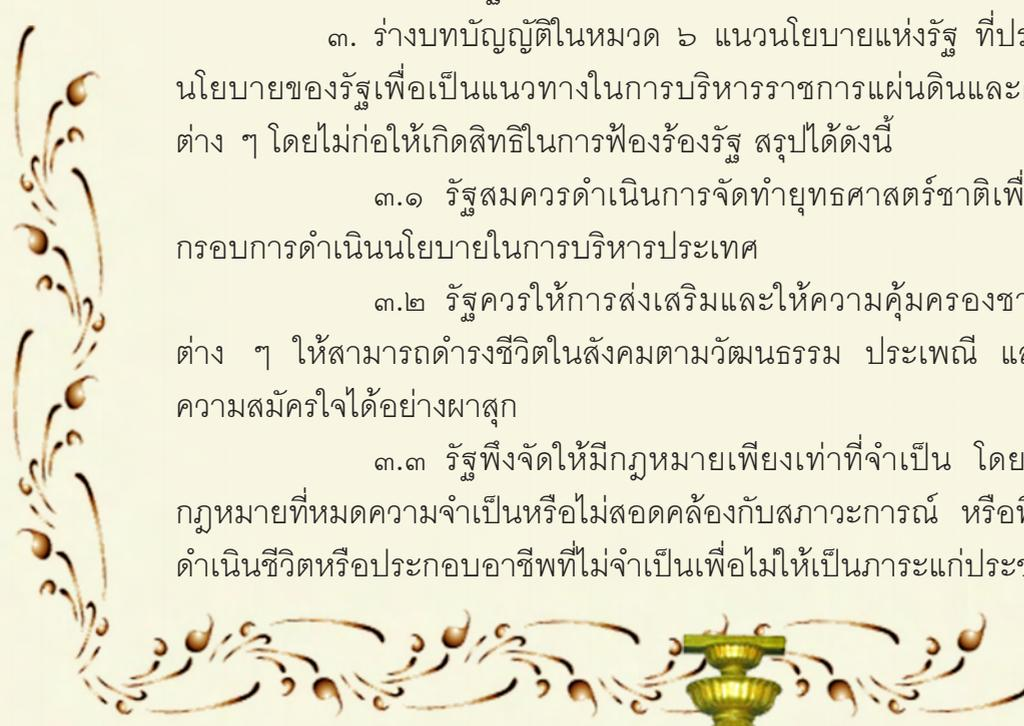 ๓. ร่างบทบัญญัติในหมวด ๖ แนวนโยบายแห่งรัฐ ที่
นโยบายของรัฐเพื่อเป็นแนวทางในการบริหารราชการแผ่นดินและ
ต่าง ๆ โดยไม่ก่อให้เกิดสิทธิในการฟ้องร้องรัฐ สรุปได้ดังนี้
๓.๑ รัฐสมควรดำเนินการจัดทำยุทธศาสตร์ชาติ
กรอบการดำเนินนโยบายในการบริหารประเทศ
๓.๒ รัฐควรให้การส่งเสริมและให้ความคุ้มครอง
ต่าง ๆ ให้สามารถดำรงชีวิตในสังคมตามวัฒนธรรม ประเพณี
ความสมัครใจได้อย่างผาสุก
๓.๓ รัฐพึงจัดให้มีกฎหมายเพียงเท่าที่จำเป็น โดย
กฎหมายที่หมดความจำเป็นหรือไม่สอดคล้องกับสภาวะการณ์ หรือ
ดำเนินชีวิตหรือประกอบอาชีพที่ไม่จำเป็นเพื่อไม่ให้เป็นภาระแก่